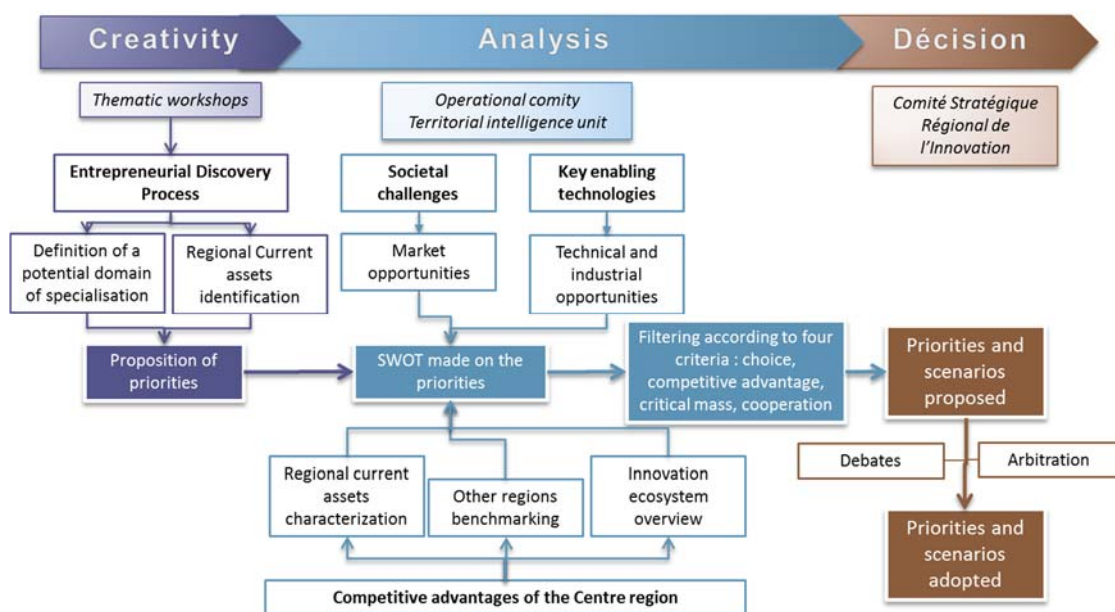 Creativity
Analysis
Décision
Thematic workshops
Operational comity
Territorial intelligence unit
Comité Stratégique
Régional de
l'Innovation
Entrepreneurial Discovery
Process
Societal
challenges
Key enabling
technologies
Definition of a
potential domain
of specialisation
Regional Current
assets
identification
Market
opportunities
Technical and
industrial
opportunities
Proposition of
priorities
SWOT made on the
priorities
Filtering according to four
criteria : choice,
competitive advantage,
critical mass, cooperation
Priorities and
scenarios
proposed
Debates
Arbitration
Regional current
assets
characterization
Other regions
benchmarking
Innovation
ecosystem
overview
Priorities and
scenarios
adopted
Competitive advantages of the Centre region